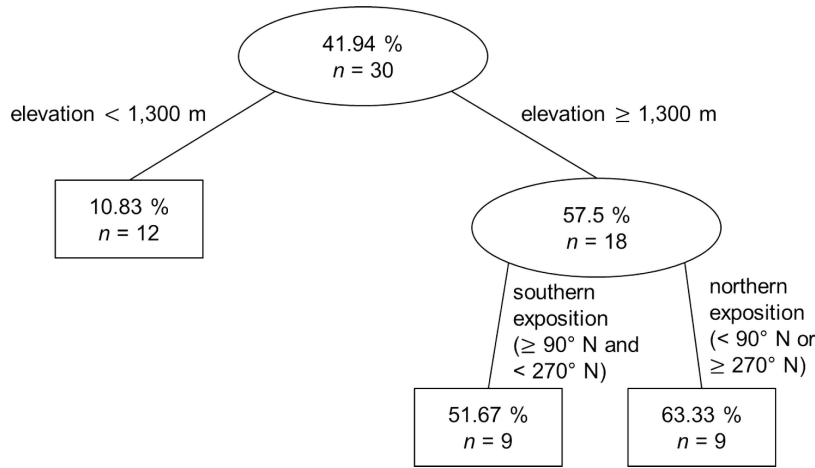 41.94 %
n = 30
elevation < 1,300 m
elevation ≥ 1,300 m
10.83 %
n = 12
57.5 %
n = 18
southern
exposition
(≥ 90° N and
< 270° N)
northern
exposition
(< 90° N or
≥ 270° N)
51.67 %
n = 9
63.33 %
n = 9